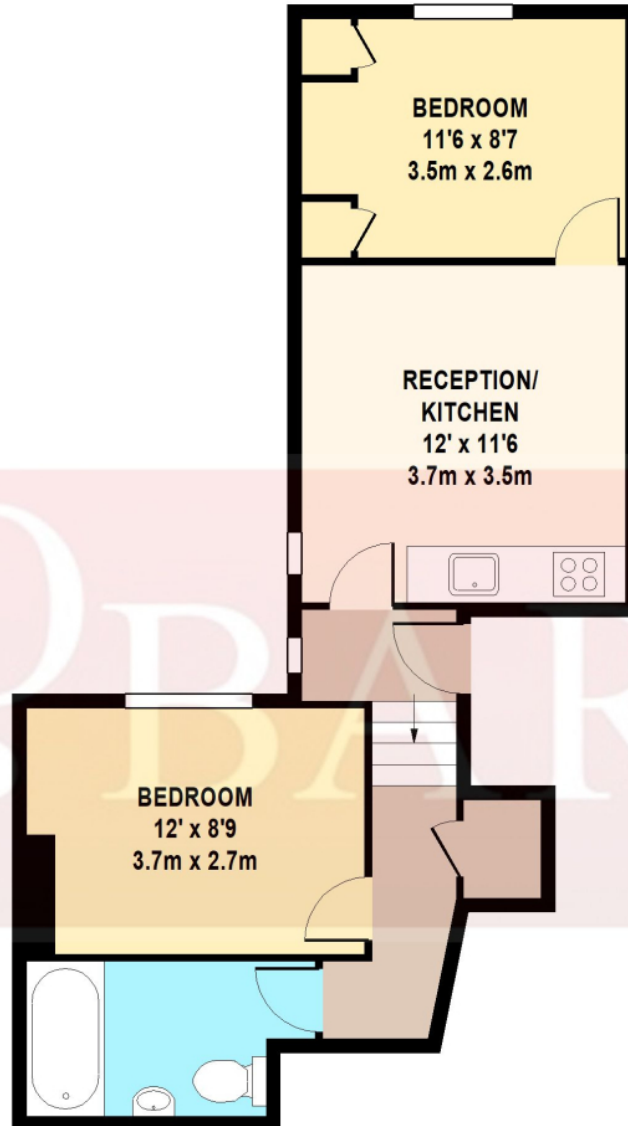 BEDROOM
11'6 x 8'7
3.5m x 2.6m
RECEPTION/
KITCHEN
12' x 11'6
3.7m x 3.5m
BAR
BEDROOM
12' x 8'9
3.7m x 2.7m